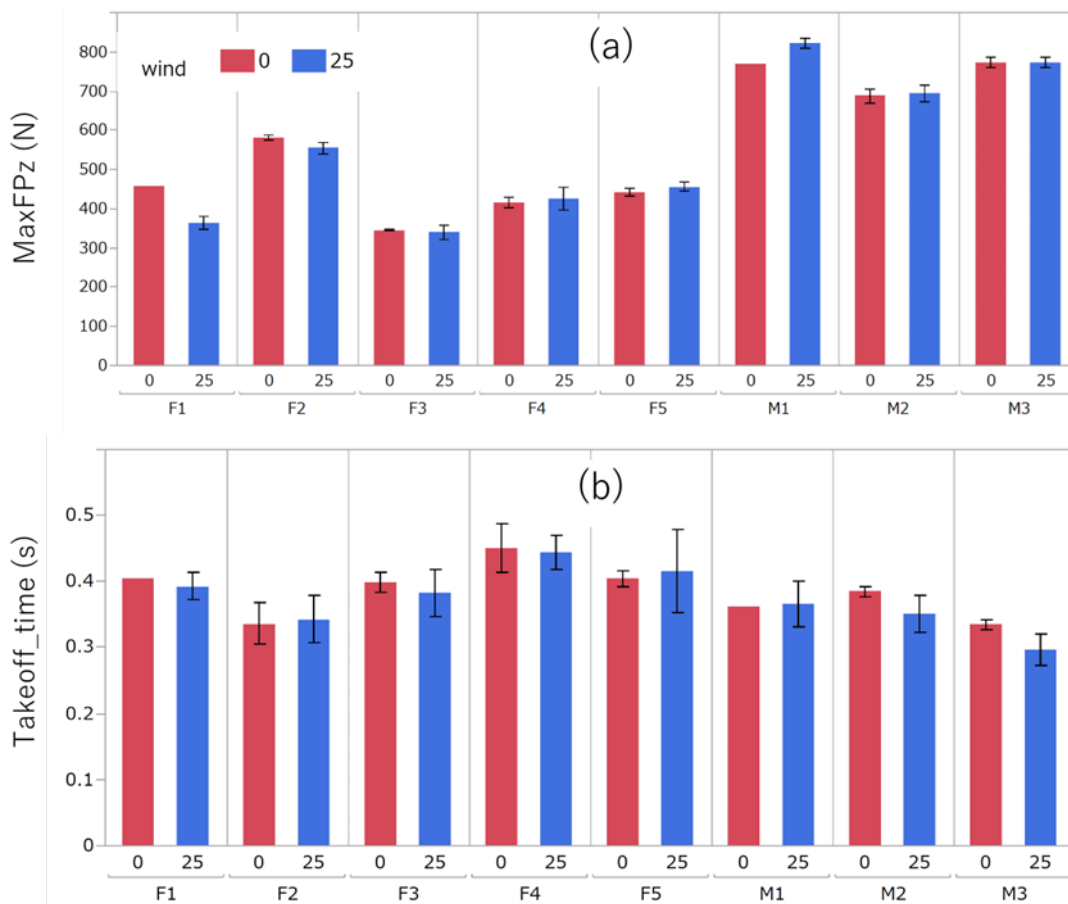 (a)
wind 0 25
MaxFPz (N)
800
700
600
500
400
300
200
100
0
0 25 0 25 0 25 0 25 0 25 0 25 0 25 0 25
F1 F2 F3 F4 F5 M1 M2 M3
(b)
Takeoff_time (s)
0.5
0.4
0.3
0.2
0.1
0
0 25 0 25 0 25 0 25 0 25 0 25 0 25 0 25
F1 F2 F3 F4 F5 M1 M2 M3